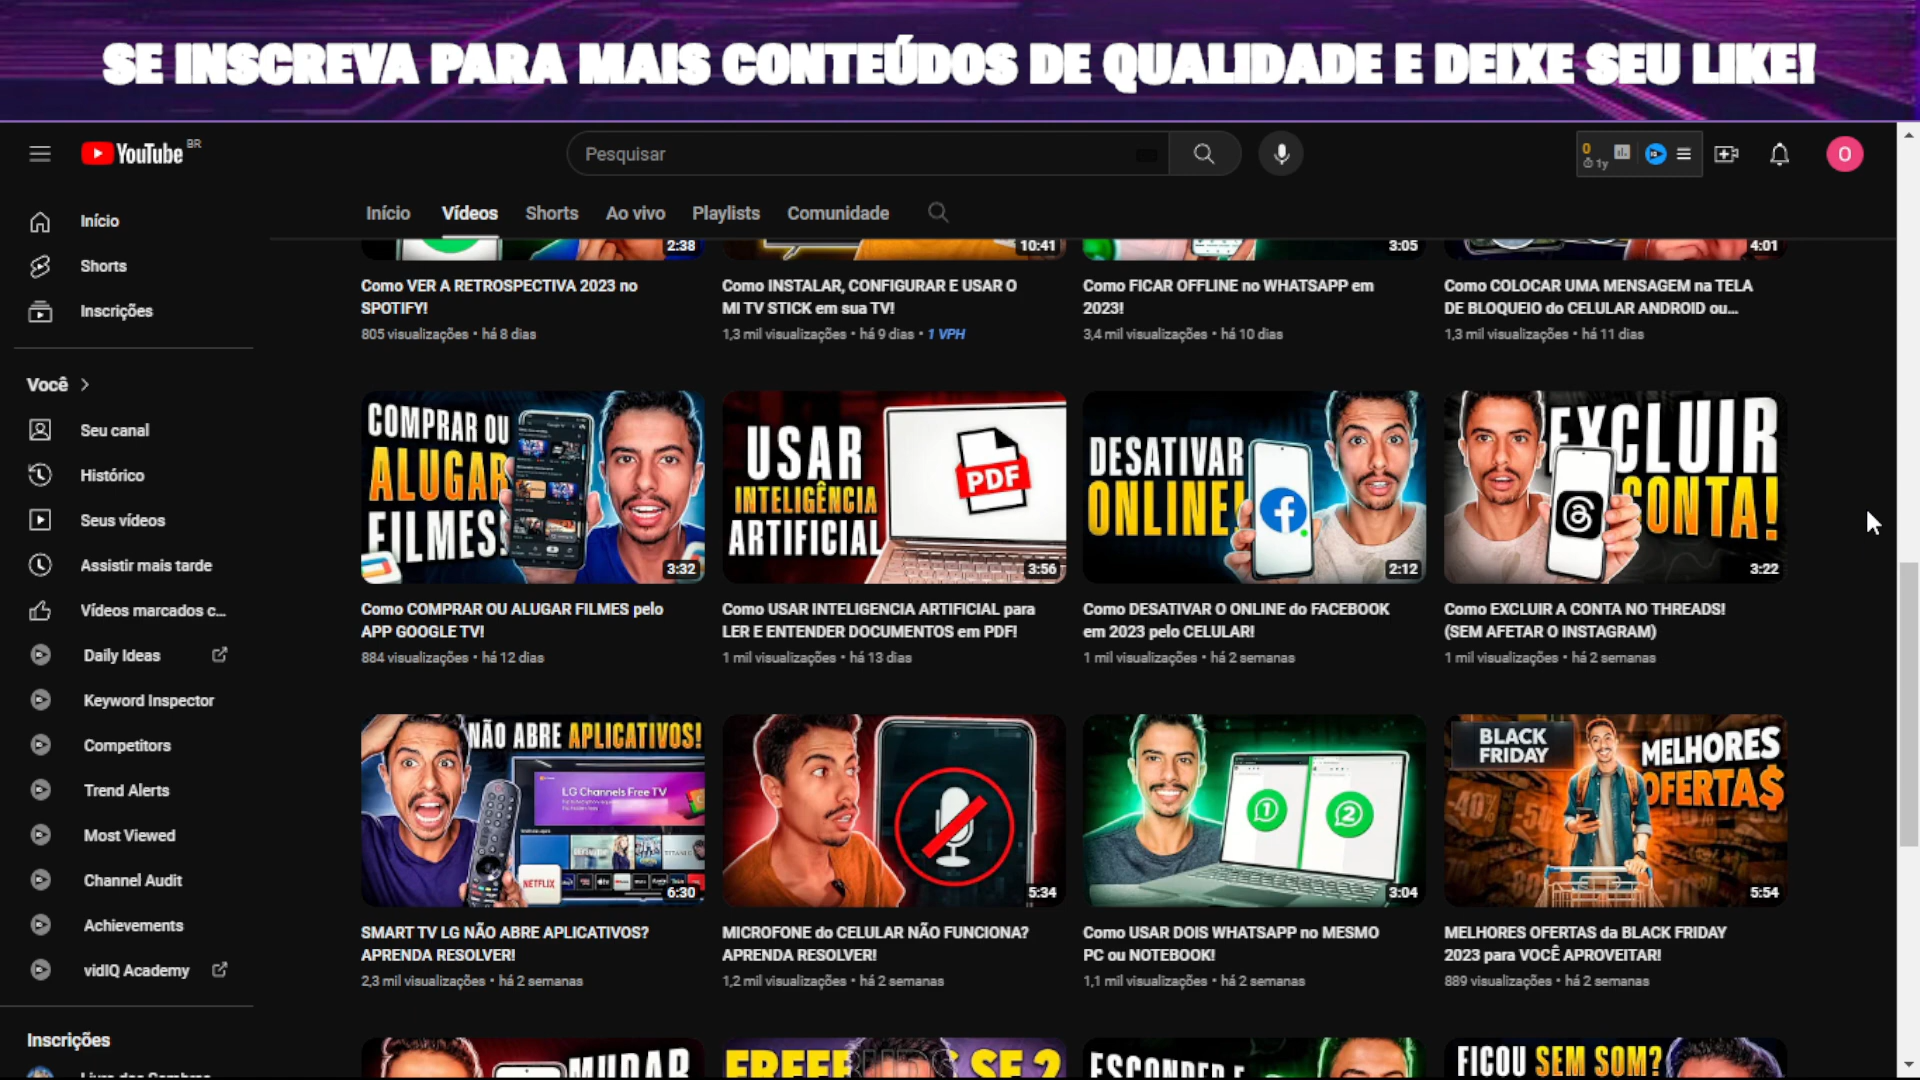 SE INSCREVA PARA MAIS CONTEÚDOS DE QUALIDADE E DEIXE SEU LIKE!
YouTube BR
Pesquisar
0
1y
O
Início
Vídeos
Shorts
Ao vivo
Playlists
Comunidade
Início
Shorts
Inscrições
Você
Seu canal
Histórico
Seus vídeos
Assistir mais tarde
Vídeos marcados c...
Daily Ideas
Keyword Inspector
Competitors
Trend Alerts
Most Viewed
Channel Audit
Achievements
vidIQ Academy
Inscrições
2:38
Como VER A RETROSPECTIVA 2023 no
SPOTIFY!
805 visualizações • há 8 dias
10:41
Como INSTALAR, CONFIGURAR E USAR O
MI TV STICK em sua TV!
1,3 mil visualizações • há 9 dias • 1 VPH
3:05
Como FICAR OFFLINE no WHATSAPP em
2023!
3,4 mil visualizações • há 10 dias
4:01
Como COLOCAR UMA MENSAGEM na TELA
DE BLOQUEIO do CELULAR ANDROID ou...
1,3 mil visualizações • há 11 dias
COMPRAR OU
ALUGAR
FILMES!
3:32
Como COMPRAR OU ALUGAR FILMES pelo
APP GOOGLE TV!
884 visualizações • há 12 dias
USAR
INTELIGÊNCIA
ARTIFICIAL
PDF
3:56
Como USAR INTELIGENCIA ARTIFICIAL para
LER E ENTENDER DOCUMENTOS em PDF!
1 mil visualizações • há 13 dias
DESATIVAR
ONLINE!
2:12
Como DESATIVAR O ONLINE do FACEBOOK
em 2023 pelo CELULAR!
1 mil visualizações • há 2 semanas
EXCLUIR
CONTA!
3:22
Como EXCLUIR A CONTA NO THREADS!
(SEM AFETAR O INSTAGRAM)
1 mil visualizações • há 2 semanas
NÃO ABRE APLICATIVOS!
LG Channels Free TV
NETFLIX
6:30
SMART TV LG NÃO ABRE APLICATIVOS?
APRENDA RESOLVER!
2,3 mil visualizações • há 2 semanas
5:34
MICROFONE do CELULAR NÃO FUNCIONA?
APRENDA RESOLVER!
1,2 mil visualizações • há 2 semanas
1
2
3:04
Como USAR DOIS WHATSAPP no MESMO
PC ou NOTEBOOK!
1,1 mil visualizações • há 2 semanas
BLACK
FRIDAY
MELHORES
OFERTA$
5:54
MELHORES OFERTAS da BLACK FRIDAY
2023 para VOCÊ APROVEITAR!
889 visualizações • há 2 semanas
MUDAR
SE 2
ESCONDER E
FICOU SEM SOM?